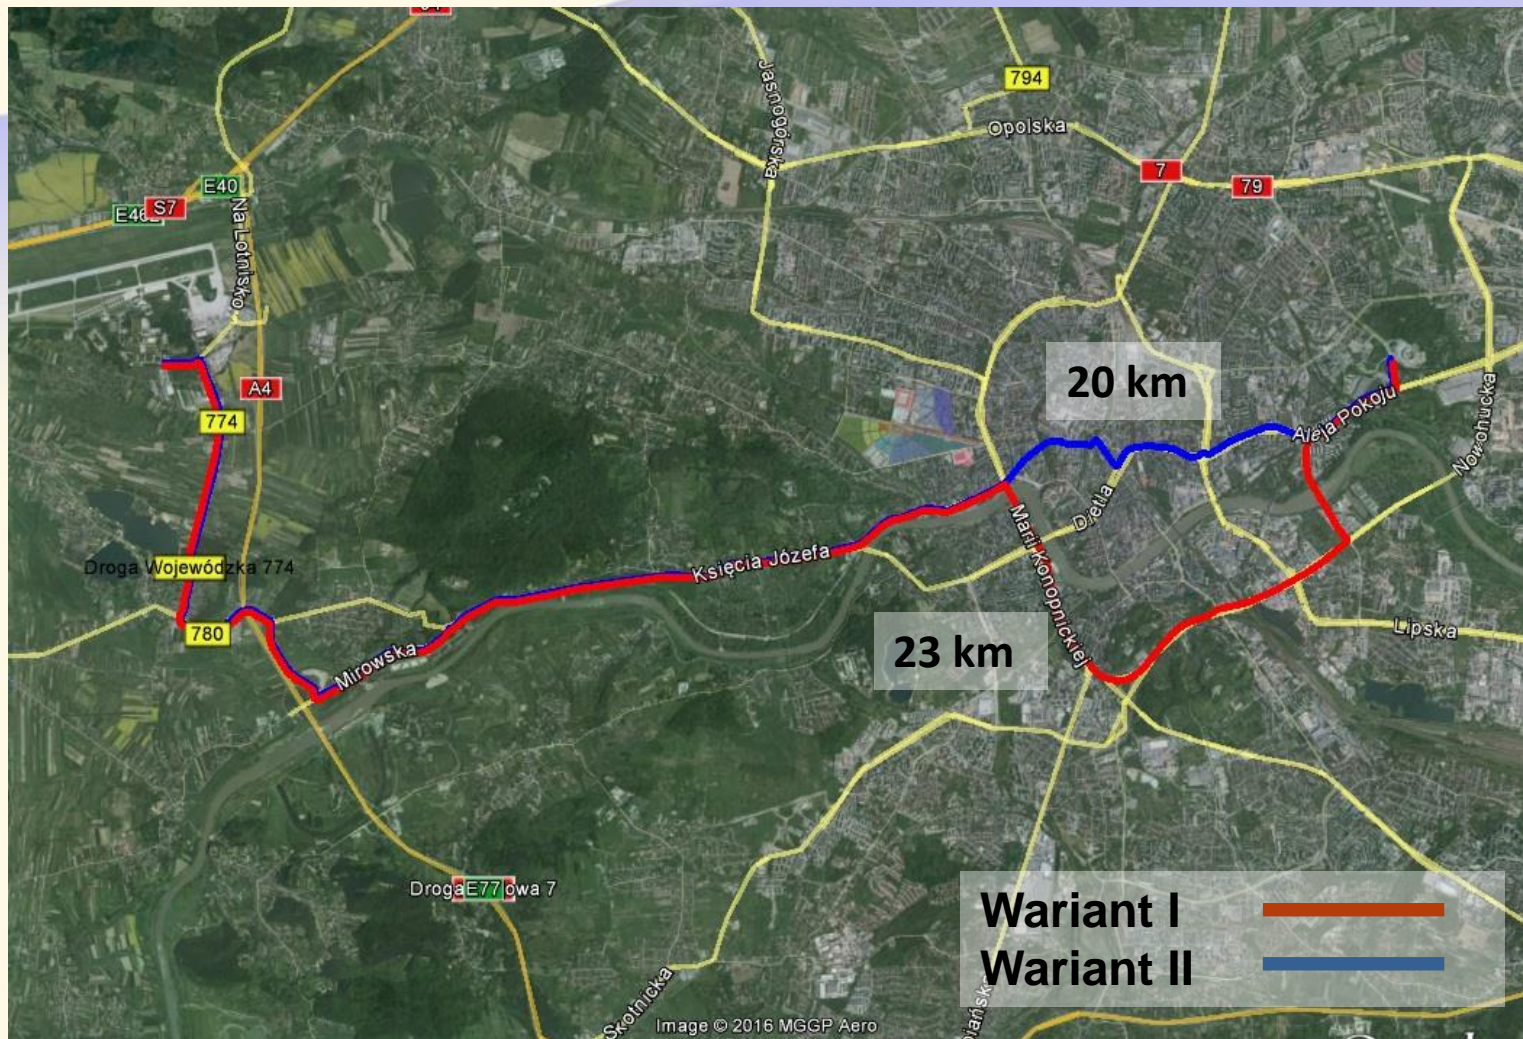 Jasnogórska
794
Opolska
7
79
E40
E462
S7
Na Lotnisko
A4
774
20 km
Aleja Pokoju
Nowohucka
Dietla
Marii Konopnickiej
Księcia Józefa
Droga Wojewódzka 774
780
Mirowska
23 km
Lipska
Droga
E77
owa 7
Wariant I
Wariant II
Skotnicka
Image © 2016 MGGP Aero